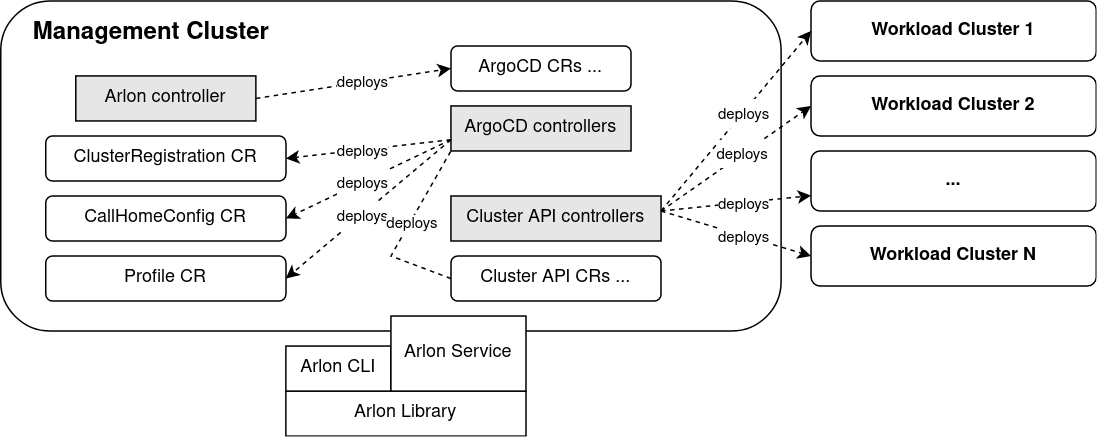 Management Cluster
Arlon controller
deploys
ArgoCD CRs ...
ArgoCD controllers
ClusterRegistration CR
deploys
CallHomeConfig CR
deploys
Profile CR
deploys
deploys
Cluster API controllers
Cluster API CRs ...
deploys
deploys
deploys
deploys
Workload Cluster 1
Workload Cluster 2
...
Workload Cluster N
Arlon CLI
Arlon Service
Arlon Library